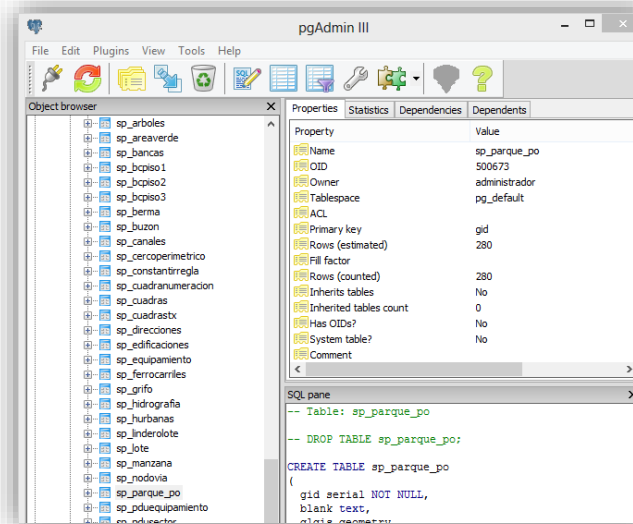 pgAdmin III
File Edit Plugins View Tools Help
SQL
Object browser
sp_arboles
sp_areaverde
sp_bancas
sp_bcpiso1
sp_bcpiso2
sp_bcpiso3
sp_berma
sp_buzon
sp_canales
sp_cercoperimetrico
sp_constantirregla
sp_cuadranumeracion
sp_cuadras
sp_cuadrastx
sp_direcciones
sp_edificaciones
sp_equipamiento
sp_ferrocarriles
sp_grifo
sp_hidrografia
sp_hurbanas
sp_linderolote
sp_lote
sp_manzana
sp_nodovia
sp_parque_po
sp_pduequipamiento
sp_pdusector
Properties Statistics Dependencies Dependents
Property Value
Name sp_parque_po
OID 500673
Owner administrador
Tablespace pg_default
ACL
Primary key gid
Rows (estimated) 280
Fill factor
Rows (counted) 280
Inherits tables No
Inherited tables count 0
Has OIDs? No
System table? No
Comment
SQL pane
-- Table: sp_parque_po
-- DROP TABLE sp_parque_po;
CREATE TABLE sp_parque_po
(
gid serial NOT NULL,
blank text,
glgis geometry,